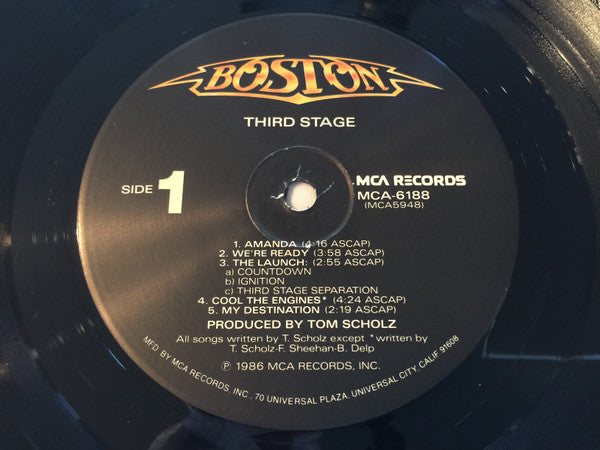 BOSTON
THIRD STAGE
SIDE 1
MCA RECORDS
MCA-6188
(MCA5948)
1. AMANDA (4:16 ASCAP)
2. WE'RE READY (3:58 ASCAP)
3. THE LAUNCH: (2:55 ASCAP)
a) COUNTDOWN
b) IGNITION
c) THIRD STAGE SEPARATION
4. COOL THE ENGINES* (4:24 ASCAP)
5. MY DESTINATION (2:19 ASCAP)
PRODUCED BY TOM SCHOLZ
All songs written by T. Scholz except *written by
T. Scholz-F. Sheehan-B. Delp
℗ 1986 MCA RECORDS, INC.
MFD BY MCA RECORDS, INC., 70 UNIVERSAL PLAZA, UNIVERSAL CITY, CALIF 91608